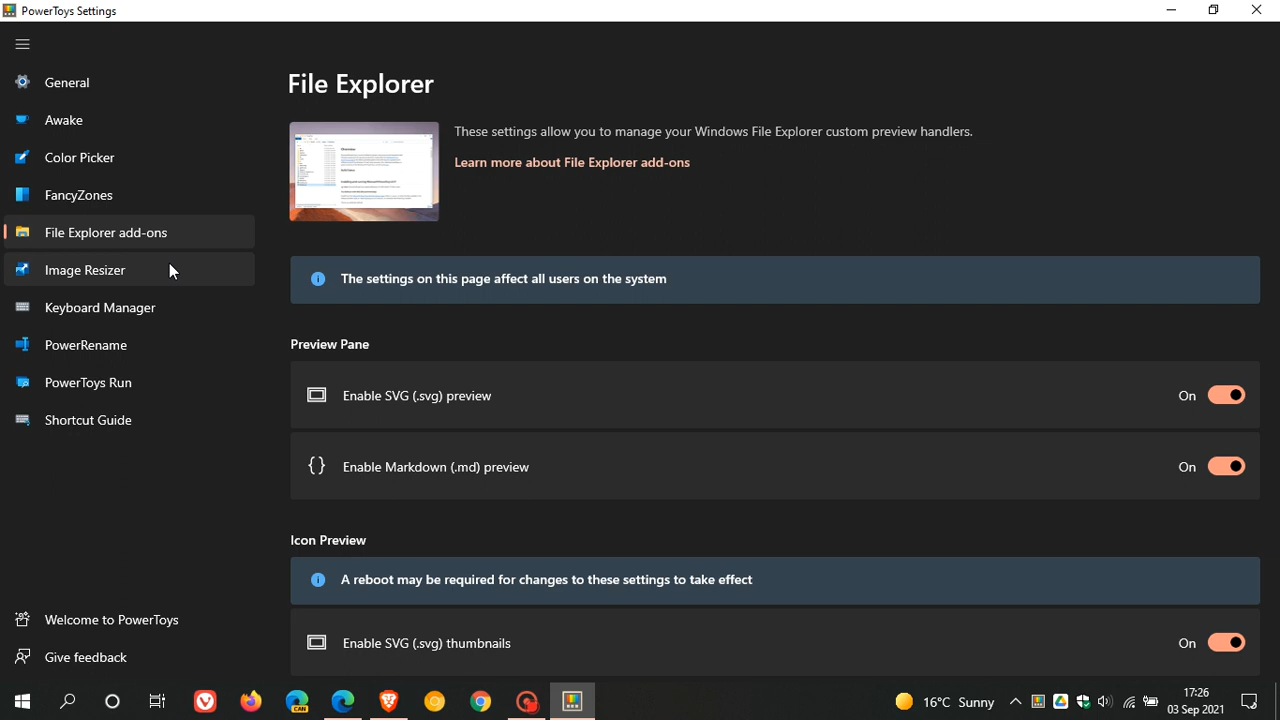 PowerToys Settings
General
Awake
Color Picker
FancyZones
File Explorer add-ons
Image Resizer
Keyboard Manager
PowerRename
PowerToys Run
Shortcut Guide
Welcome to PowerToys
Give feedback
File Explorer
These settings allow you to manage your Windows File Explorer custom preview handlers.
Learn more about File Explorer add-ons
The settings on this page affect all users on the system
Preview Pane
Enable SVG (.svg) preview
On
Enable Markdown (.md) preview
On
Icon Preview
A reboot may be required for changes to these settings to take effect
Enable SVG (.svg) thumbnails
On
CAN
16°C Sunny
17:26
03 Sep 2021